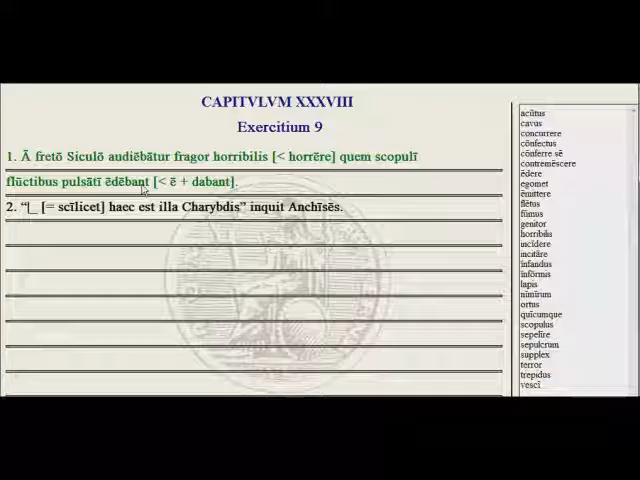 CAPITVLVM XXXVIII
Exercitium 9
1. Ā fretō Siculō audiēbātur fragor horribilis [< horrēre] quem scopulī
flūctibus pulsātī ēdēbant [< ē + dabant].
2. “|_ [= scīlicet] haec est illa Charybdis” inquit Anchīsēs.
acūtus
cavus
concurrere
cōnfectus
cōnferre sē
contremēscere
ēdere
egomet
ēmittere
flētus
fūmus
genitor
horribilis
incīdere
incitāre
īnfandus
īnfōrmis
lapis
nīmīrum
ortus
quīcumque
scopulus
sepelīre
sepulcrum
supplex
terror
trepidus
vescī